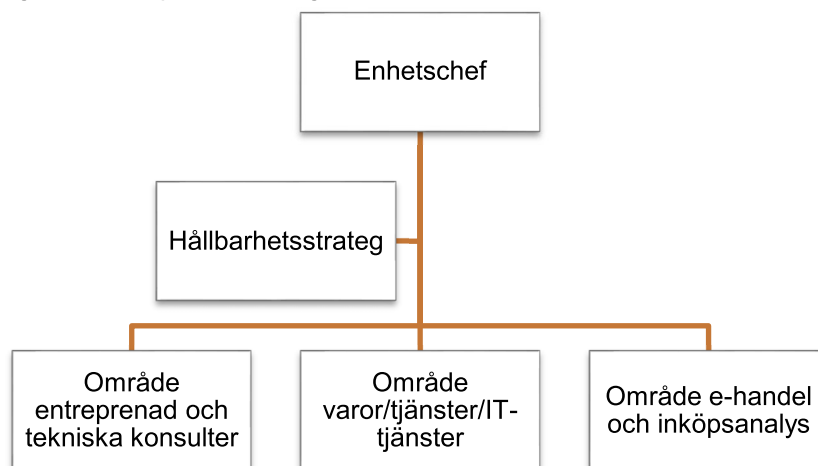 Enhetschef
Hållbarhetsstrateg
Område
entreprenad och
tekniska konsulter
Område
varor/tjänster/IT-
tjänster
Område e-handel
och inköpsanalys